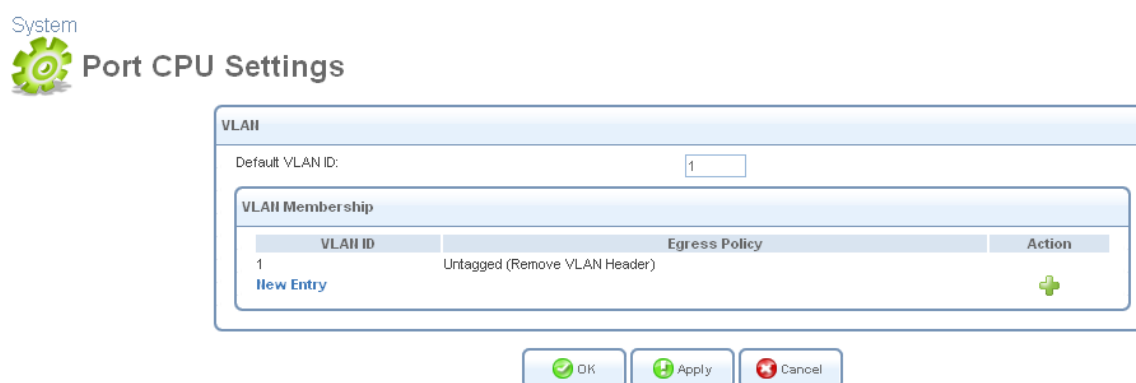 System
Port CPU Settings
VLAN
Default VLAN ID:
1
VLAN Membership
VLAN ID Egress Policy Action
1 Untagged (Remove VLAN Header)
New Entry
OK Apply Cancel